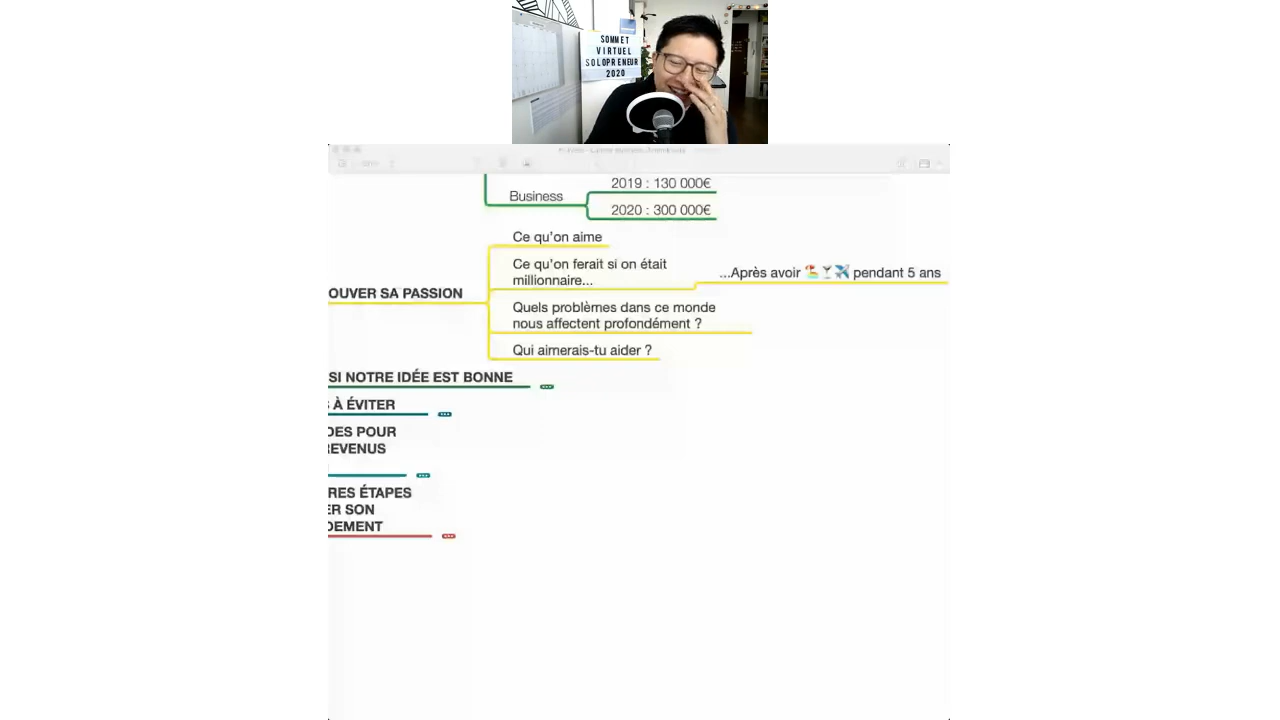 SOMMET
VIRTUEL
SOLOPRENEUR
2020
2019 : 130 000€
Business
2020 : 300 000€
Ce qu’on aime
Ce qu’on ferait si on était
millionnaire...
...Après avoir 🏖️🍸✈️ pendant 5 ans
OUVER SA PASSION
Quels problèmes dans ce monde
nous affectent profondément ?
Qui aimerais-tu aider ?
SI NOTRE IDÉE EST BONNE
À ÉVITER
DES POUR
REVENUS
RES ÉTAPES
ER SON
DEMENT